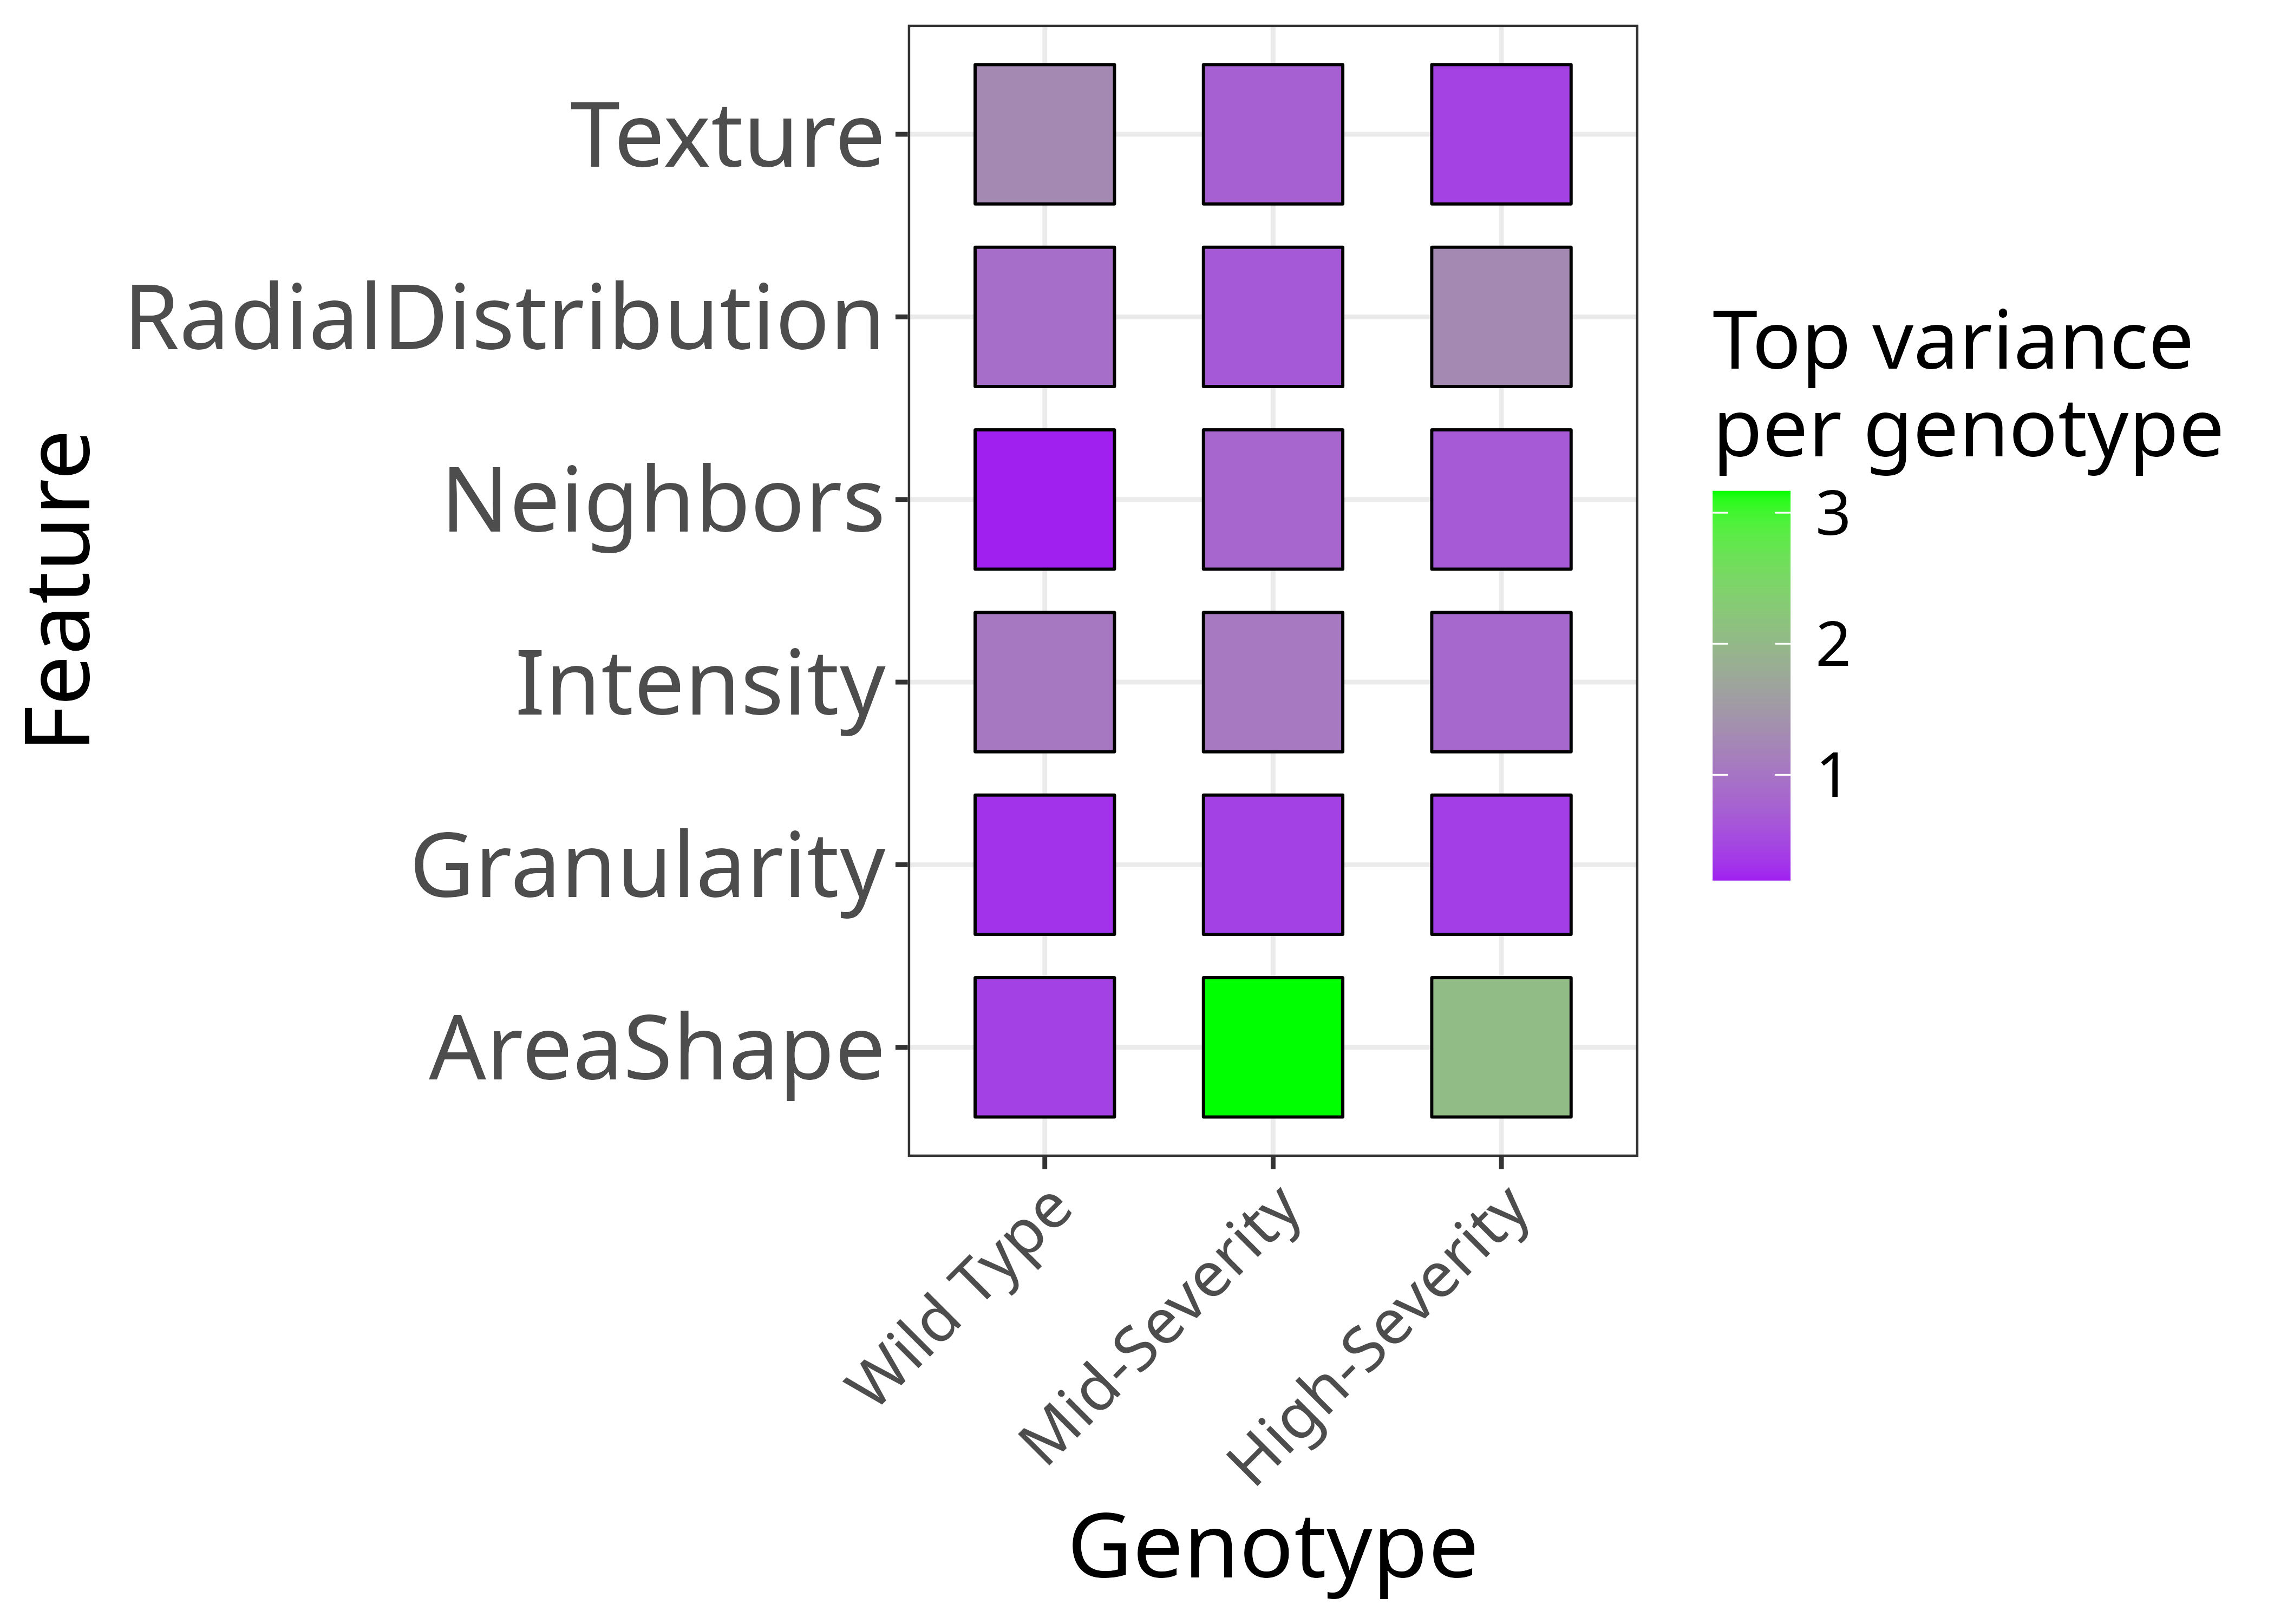 Feature
Texture
RadialDistribution
Neighbors
Intensity
Granularity
AreaShape
Wild Type
Mid-Severity
High-Severity
Genotype
Top variance
per genotype
3
2
1